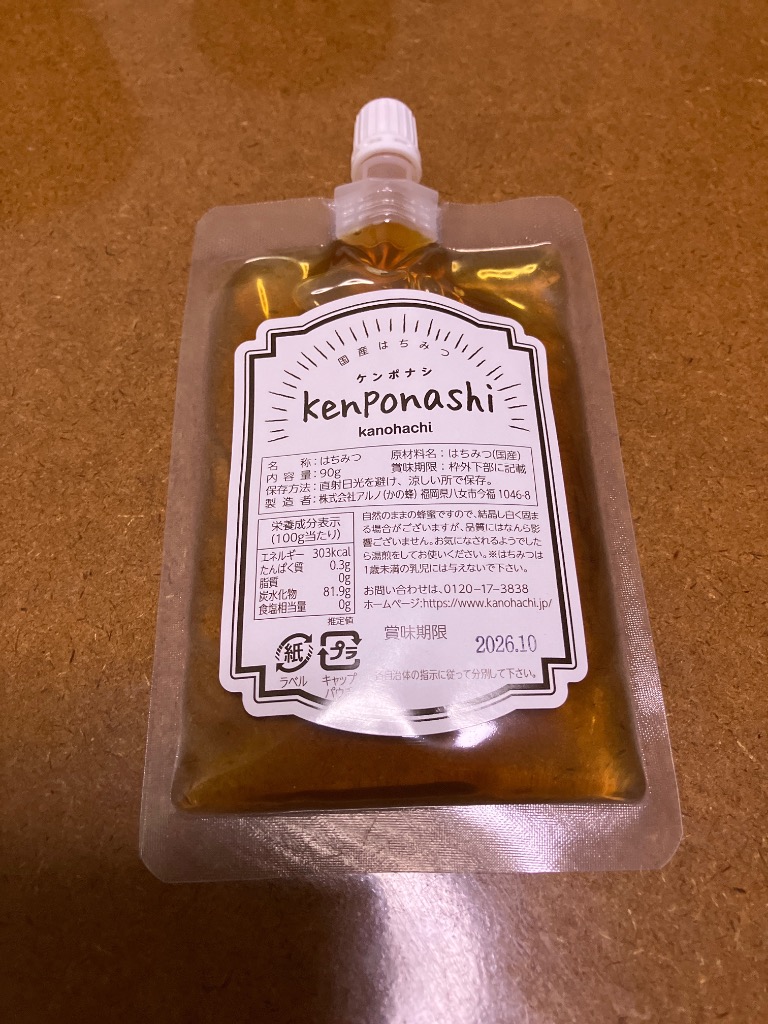 国産はちみつ
ケンポナシ
kenponashi
kanohachi
名称：はちみつ 原材料名：はちみつ(国産)
内容量：90g 賞味期限：枠外下部に記載
保存方法：直射日光を避け、涼しい所で保存。
製造者：株式会社アルノ(かの蜂) 福岡県八女市今福 1046-8
栄養成分表示
(100g当たり)
エネルギー 303kcal
たんぱく質 0.3g
脂質 0g
炭水化物 81.9g
食塩相当量 0g
推定値
自然のままの蜂蜜ですので、結晶し白く固ま
る場合がございますが、品質にはなんら影
響ございません。お気になされるようでした
ら湯煎をしてお使いください。※はちみつは
1歳未満の乳児には与えないで下さい。
お問い合わせは、0120-17-3838
ホームページ:https://www.kanohachi.jp/
賞味期限 2026.10
紙 プラ
ラベル キャップ
パウチ
各自治体の指示に従って分別して下さい。